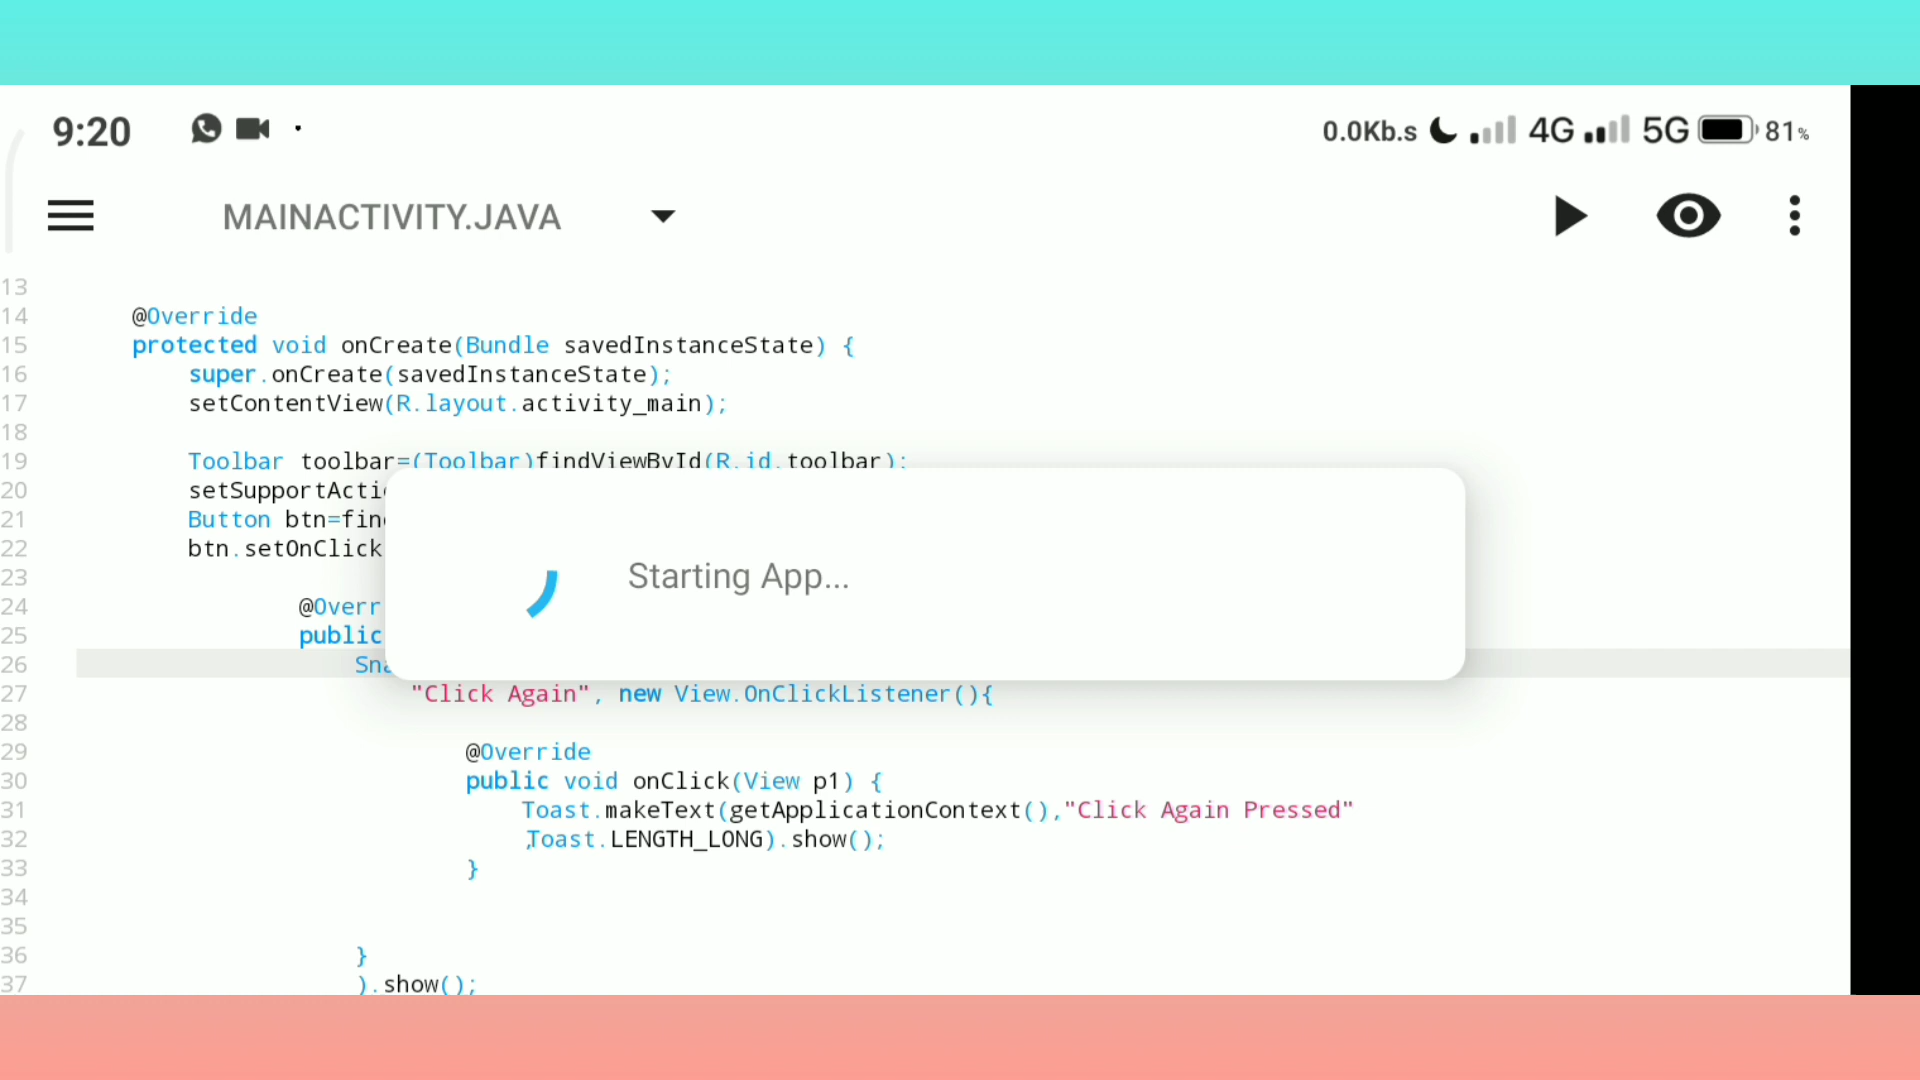 9:20
0.0Kb.s 4G 5G 81%
MAINACTIVITY.JAVA
13
14 @Override
15 protected void onCreate(Bundle savedInstanceState) {
16 super.onCreate(savedInstanceState);
17 setContentView(R.layout.activity_main);
18
19 Toolbar toolbar=(Toolbar)findViewById(R.id.toolbar);
20 setSupportActi
21 Button btn=fin
22 btn.setOnClick
23
24 @Overr
25 public
26 Sna
Starting App...
27 "Click Again", new View.OnClickListener(){
28
29 @Override
30 public void onClick(View p1) {
31 Toast.makeText(getApplicationContext(),"Click Again Pressed"
32 ,Toast.LENGTH_LONG).show();
33 }
34
35
36 }
37 ).show();